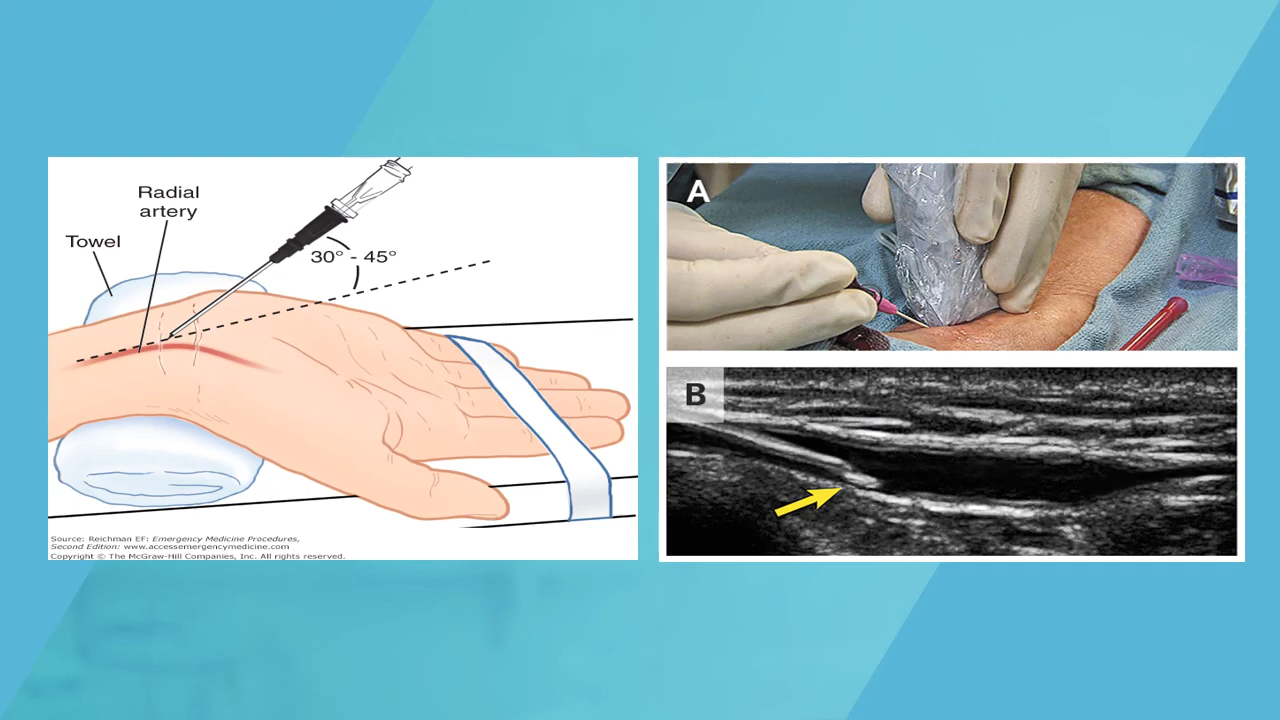 Radial
artery
Towel
30° - 45°
Source: Reichman EF: Emergency Medicine Procedures,
Second Edition: www.accessemergencymedicine.com
Copyright © The McGraw-Hill Companies, Inc. All rights reserved.
A
B